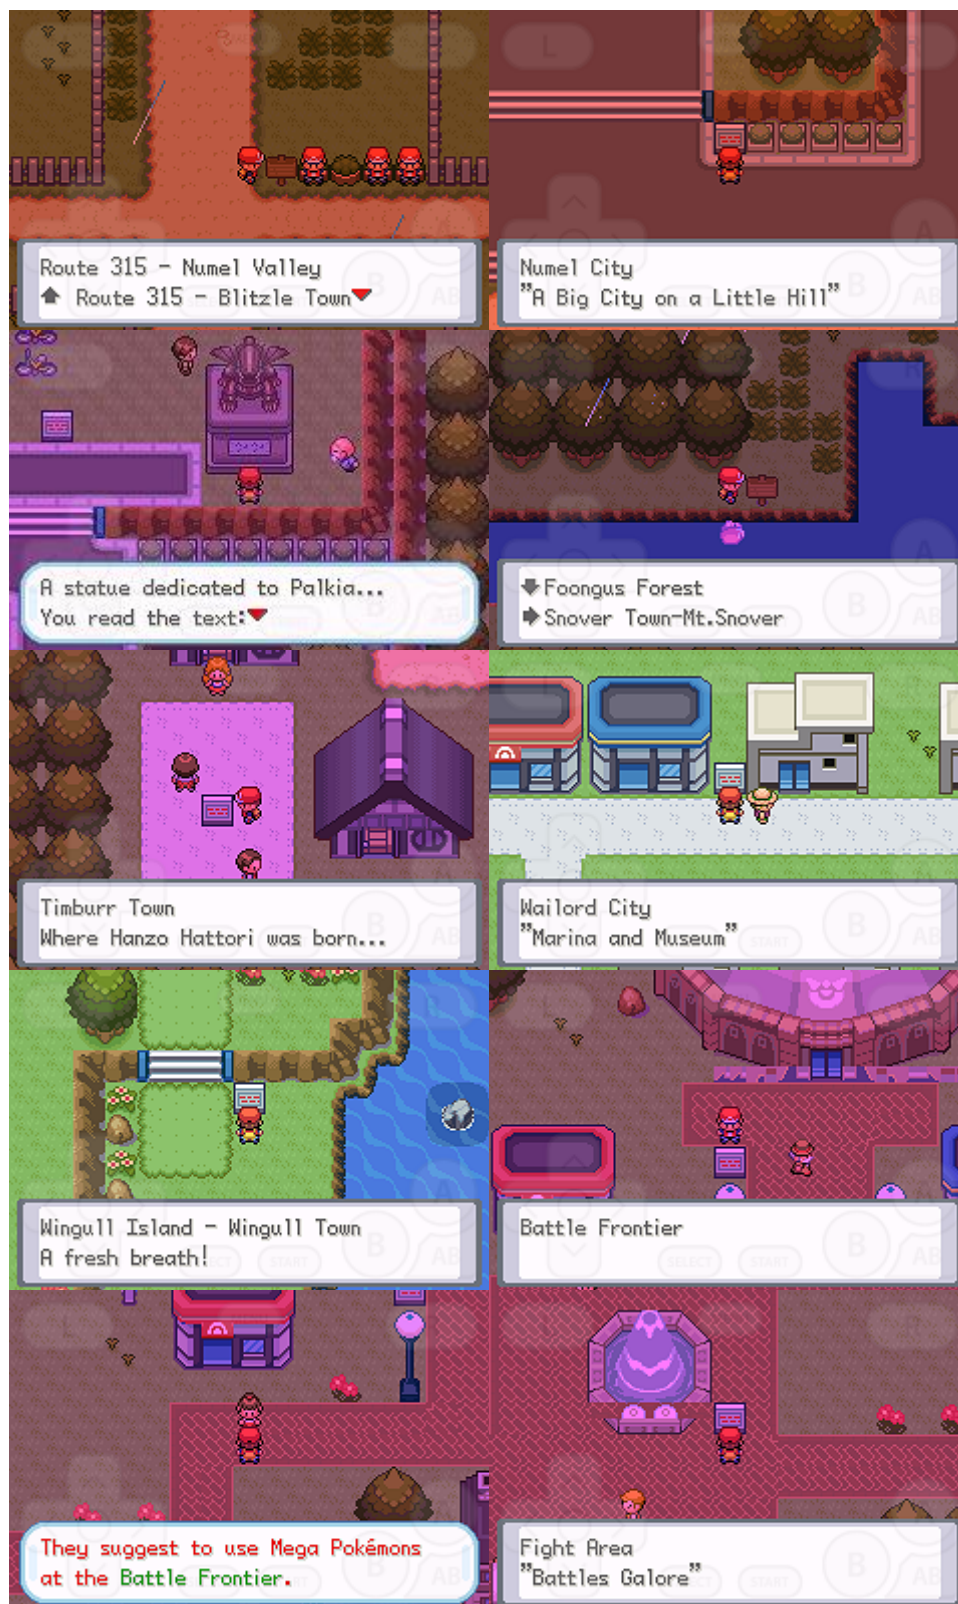 Route 315 - Numel Valley
⬆ Route 315 - Blitzle Town
Numel City
"A Big City on a Little Hill"
A statue dedicated to Palkia...
You read the text:
⬇Foongus Forest
➡Snover Town-Mt.Snover
Timburr Town
Where Hanzo Hattori was born...
Wailord City
"Marina and Museum"
Wingull Island - Wingull Town
A fresh breath!
Battle Frontier
They suggest to use Mega Pokémons
at the Battle Frontier.
Fight Area
"Battles Galore"